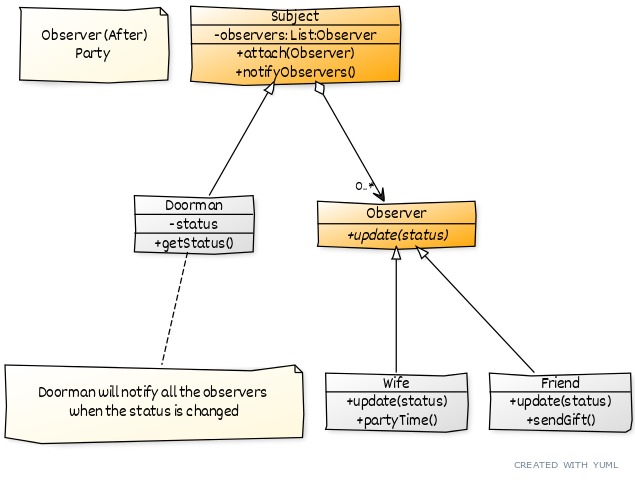 Observer (After)
Party
Subject
-observers: List:Observer
+attach(Observer)
+notifyObservers()
0..*
Doorman
-status
+getStatus()
Observer
+update(status)
Doorman will notify all the observers
when the status is changed
Wife
+update(status)
+partyTime()
Friend
+update(status)
+sendGift()
CREATED WITH YUML